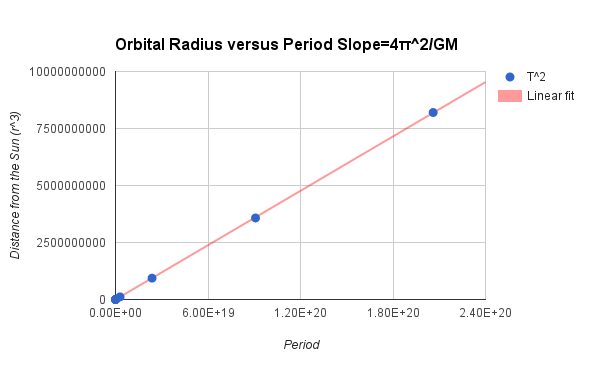 Orbital Radius versus Period Slope=4π^2/GM
10000000000
7500000000
5000000000
2500000000
0
Distance from the Sun (r^3)
0.00E+00 6.00E+19 1.20E+20 1.80E+20 2.40E+20
Period
T^2
Linear fit